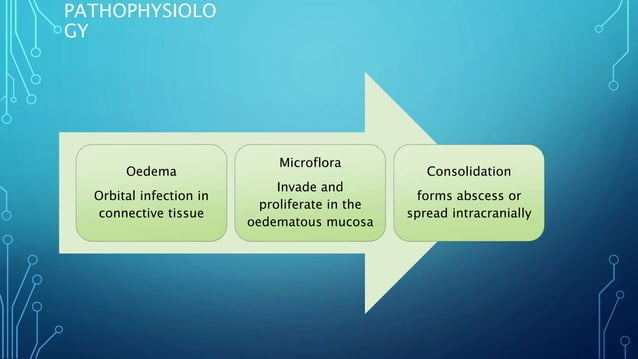 PATHOPHYSIOLO
GY
Oedema
Orbital infection in
connective tissue
Microflora
Invade and
proliferate in the
oedematous mucosa
Consolidation
forms abscess or
spread intracranially